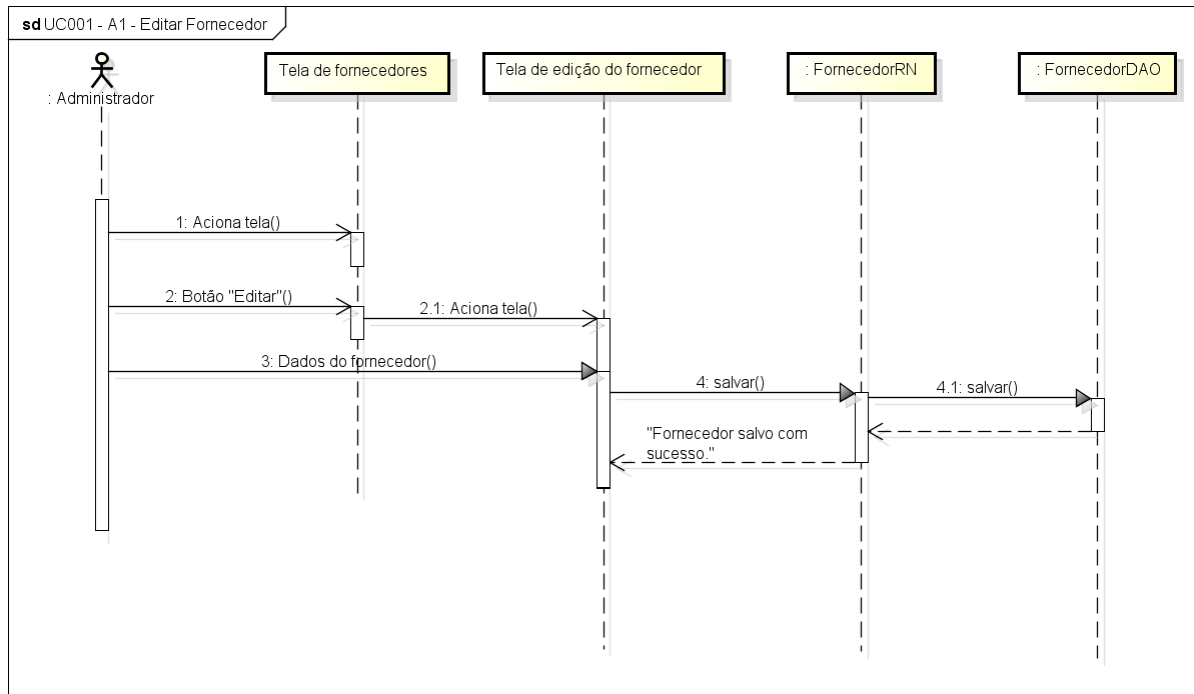 sd UC001 - A1 - Editar Fornecedor
: Administrador
Tela de fornecedores
Tela de edição do fornecedor
: FornecedorRN
: FornecedorDAO
1: Aciona tela()
2: Botão "Editar"()
2.1: Aciona tela()
3: Dados do fornecedor()
4: salvar()
4.1: salvar()
"Fornecedor salvo com
sucesso."